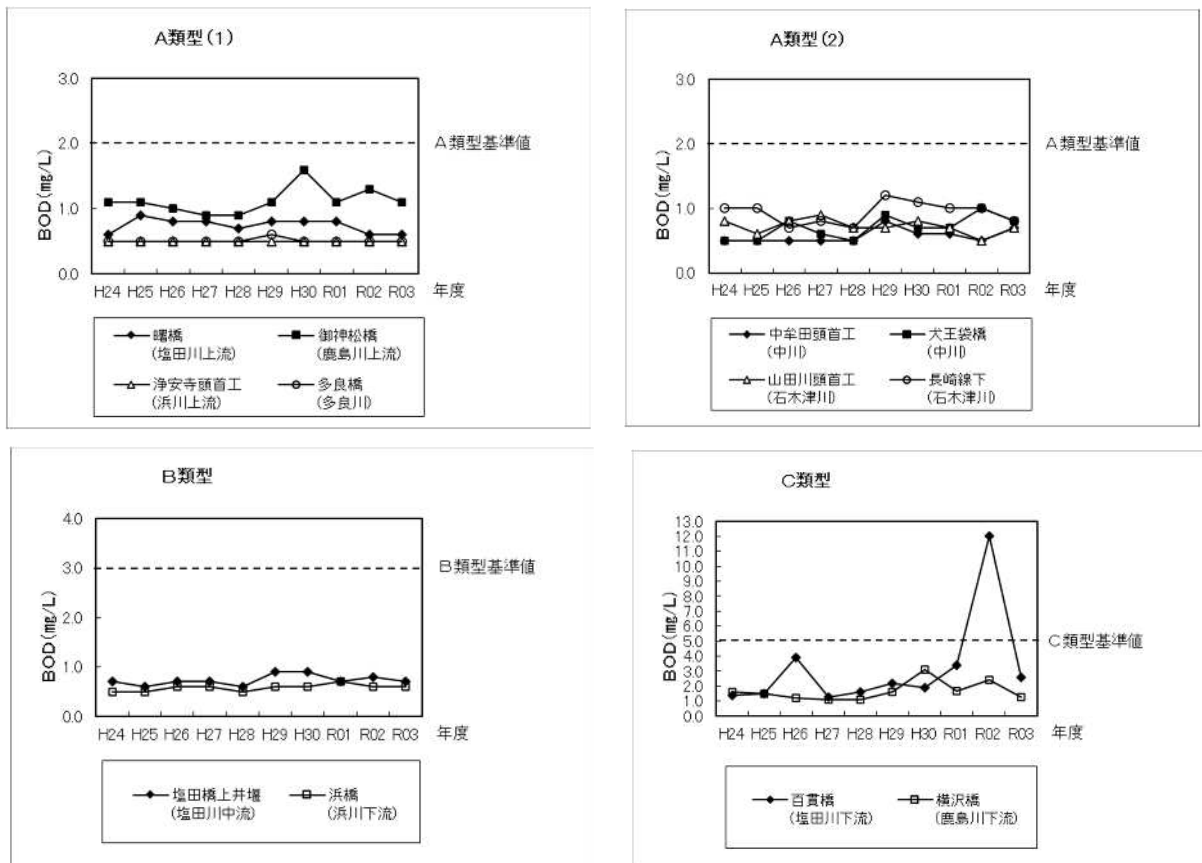 A類型(1)
BOD(mg/L)
3.0
2.0
1.0
0.0
A類型基準値
H24 H25 H26 H27 H28 H29 H30 R01 R02 R03 年度
曙橋 御神松橋
(塩田川上流) (鹿島川上流)
浄安寺頭首工 多良橋
(浜川上流) (多良川)
A類型(2)
BOD(mg/L)
3.0
2.0
1.0
0.0
A類型基準値
H24 H25 H26 H27 H28 H29 H30 R01 R02 R03 年度
中牟田頭首工 犬王袋橋
(中川) (中川)
山田川頭首工 長崎線下
(石木津川) (石木津川)
B類型
BOD(mg/L)
4.0
3.0
2.0
1.0
0.0
B類型基準値
H24 H25 H26 H27 H28 H29 H30 R01 R02 R03 年度
塩田橋上井堰 浜橋
(塩田川中流) (浜川下流)
C類型
BOD(mg/L)
13.0
12.0
11.0
10.0
9.0
8.0
7.0
6.0
5.0
4.0
3.0
2.0
1.0
0.0
C類型基準値
H24 H25 H26 H27 H28 H29 H30 R01 R02 R03 年度
百貫橋 横沢橋
(塩田川下流) (鹿島川下流)